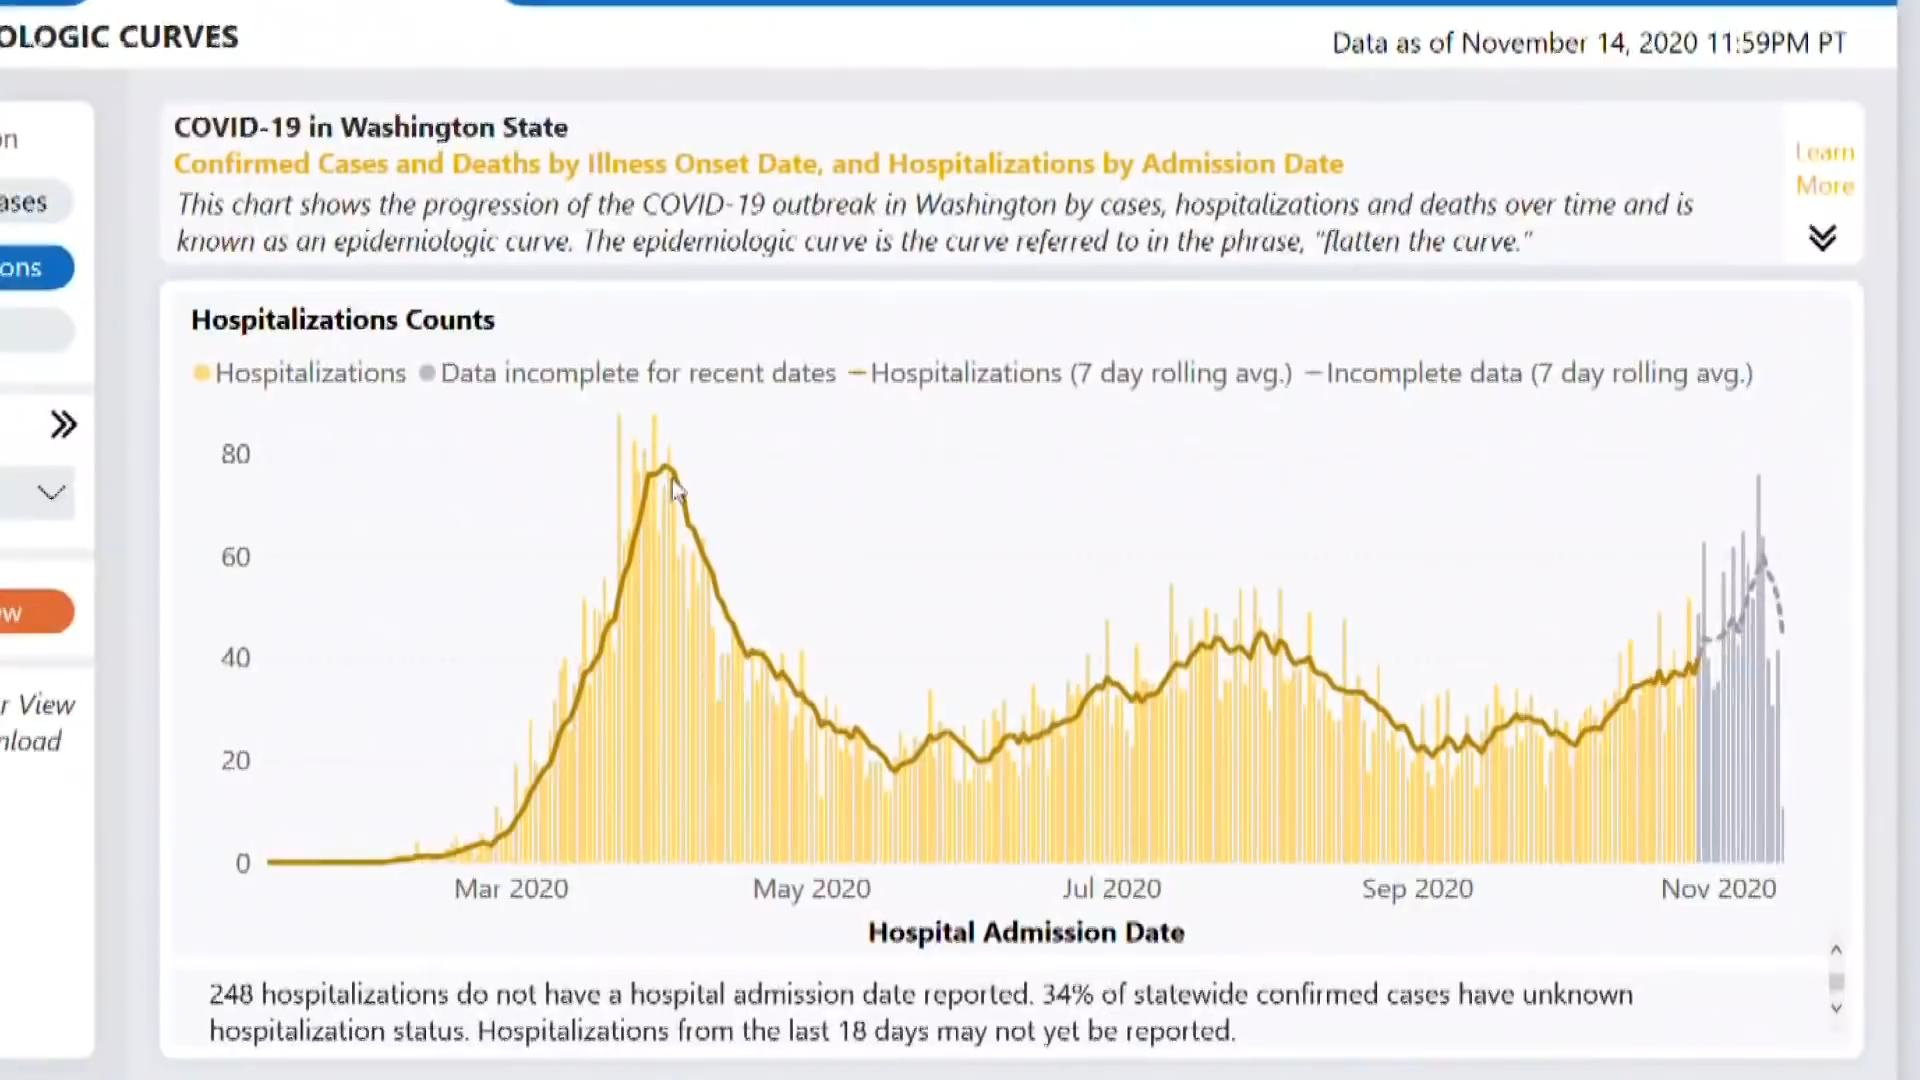 OLOGIC CURVES
Data as of November 14, 2020 11:59PM PT
COVID-19 in Washington State
Confirmed Cases and Deaths by Illness Onset Date, and Hospitalizations by Admission Date
This chart shows the progression of the COVID-19 outbreak in Washington by cases, hospitalizations and deaths over time and is
known as an epidemiologic curve. The epidemiologic curve is the curve referred to in the phrase, "flatten the curve."
Learn
More
on
ases
ons
w
r View
nload
Hospitalizations Counts
Hospitalizations Data incomplete for recent dates Hospitalizations (7 day rolling avg.) Incomplete data (7 day rolling avg.)
80
60
40
20
0
Mar 2020 May 2020 Jul 2020 Sep 2020 Nov 2020
Hospital Admission Date
248 hospitalizations do not have a hospital admission date reported. 34% of statewide confirmed cases have unknown
hospitalization status. Hospitalizations from the last 18 days may not yet be reported.